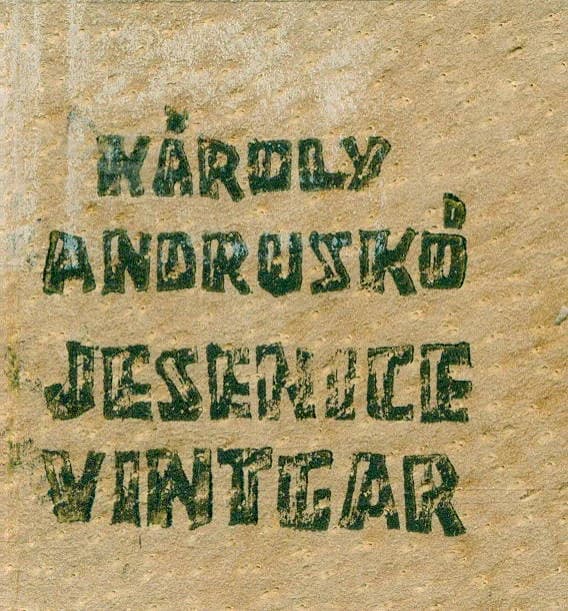 KÁROLY
ANDRUSKÓ
JESENICE
VINTGAR